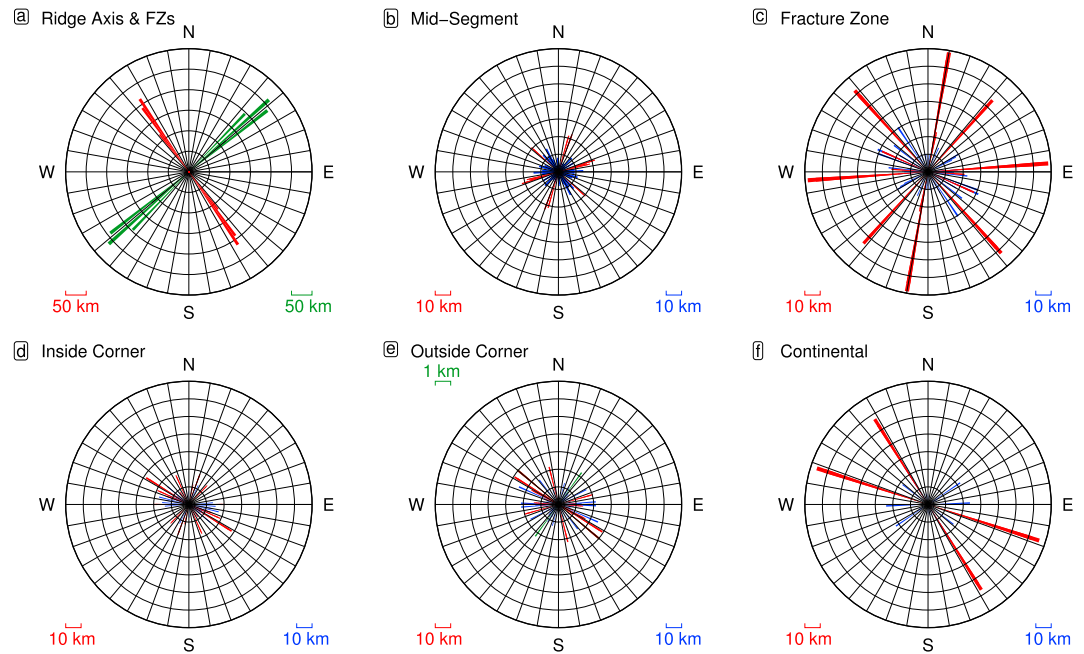 a Ridge Axis & FZs
N
W
E
S
50 km
50 km
b Mid−Segment
N
W
E
S
10 km
10 km
c Fracture Zone
N
W
E
S
10 km
10 km
d Inside Corner
N
W
E
S
10 km
10 km
e Outside Corner
1 km
N
W
E
S
10 km
10 km
f Continental
N
W
E
S
10 km
10 km